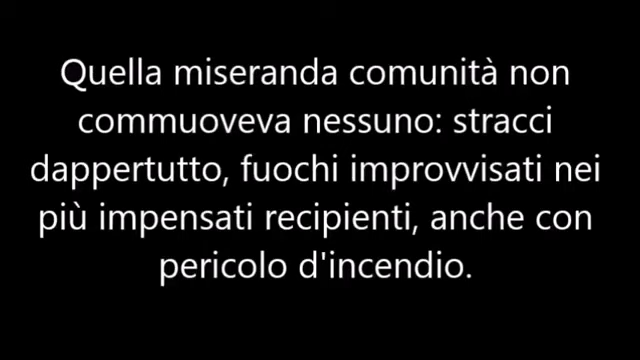 Quella miseranda comunità non
commuoveva nessuno: stracci
dappertutto, fuochi improvvisati nei
più impensati recipienti, anche con
pericolo d'incendio.